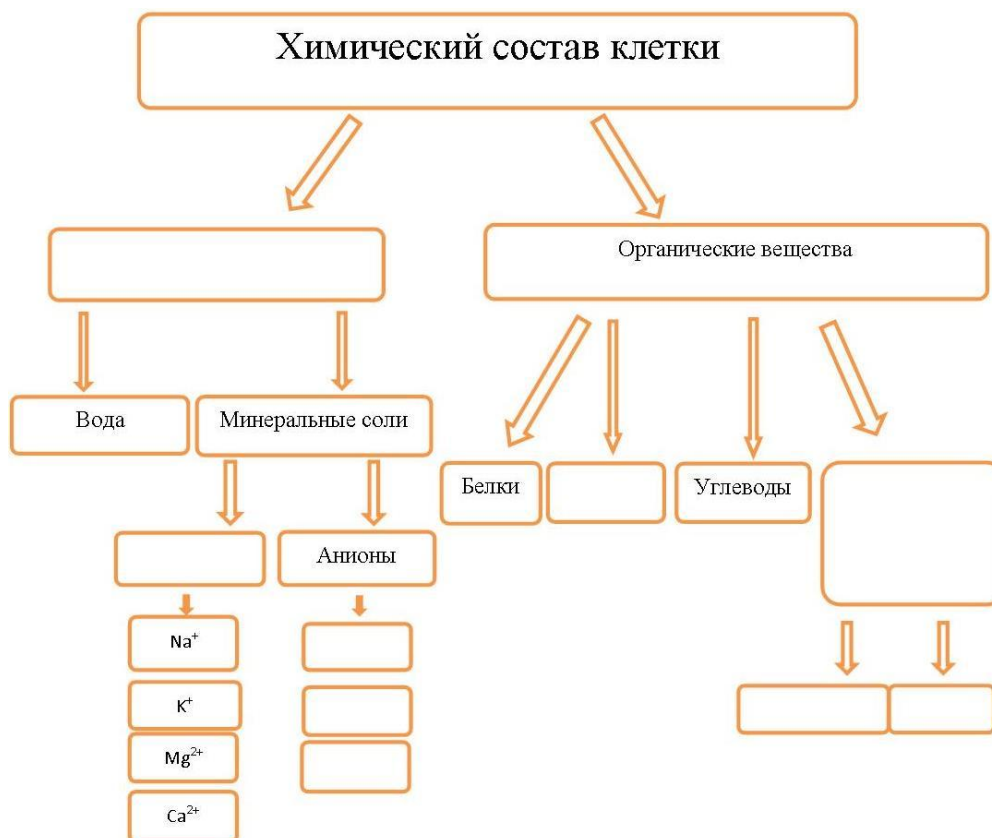 Химический состав клетки
Органические вещества
Вода
Минеральные соли
Белки
Углеводы
Анионы
Na⁺
K⁺
Mg²⁺
Ca²⁺